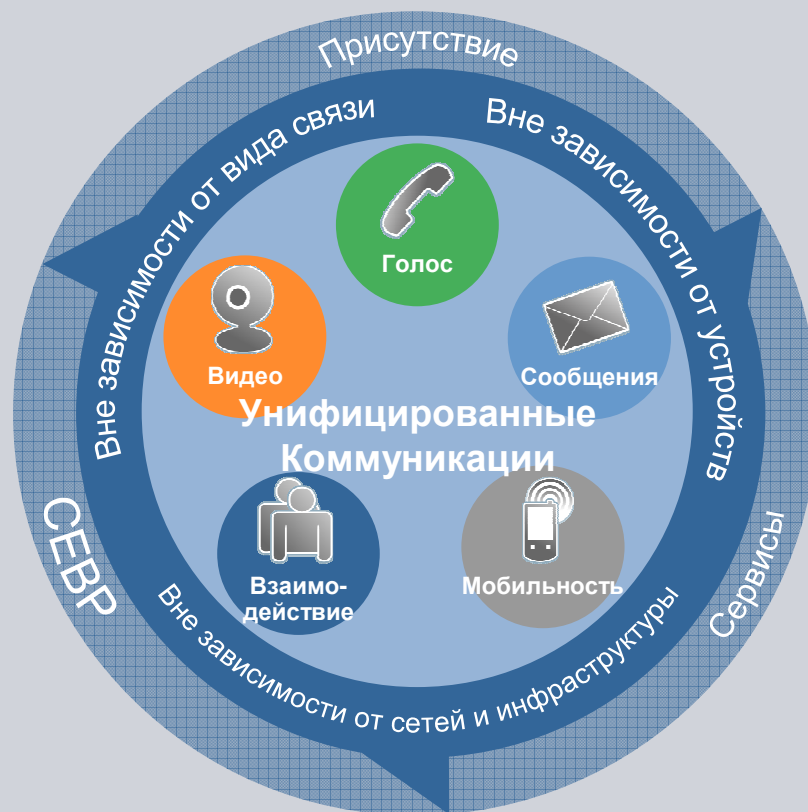 Присутствие
Вне зависимости от вида связи
Вне зависимости от устройств
Голос
Видео
Сообщения
Унифицированные
Коммуникации
Взаимо-
действие
Мобильность
Вне зависимости от сетей и инфраструктуры
CEBP
Сервисы